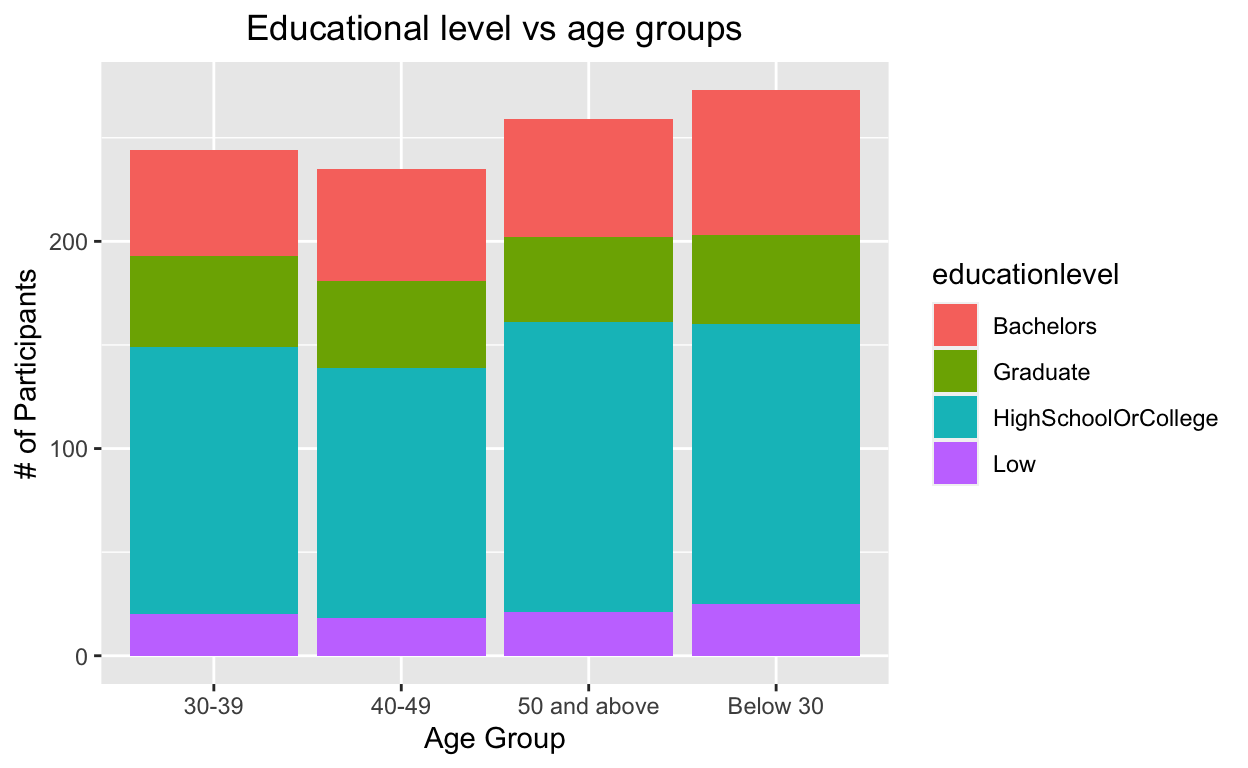 Educational level vs age groups
# of Participants
200
100
0
30-39
40-49
50 and above
Below 30
Age Group
educationlevel
Bachelors
Graduate
HighSchoolOrCollege
Low